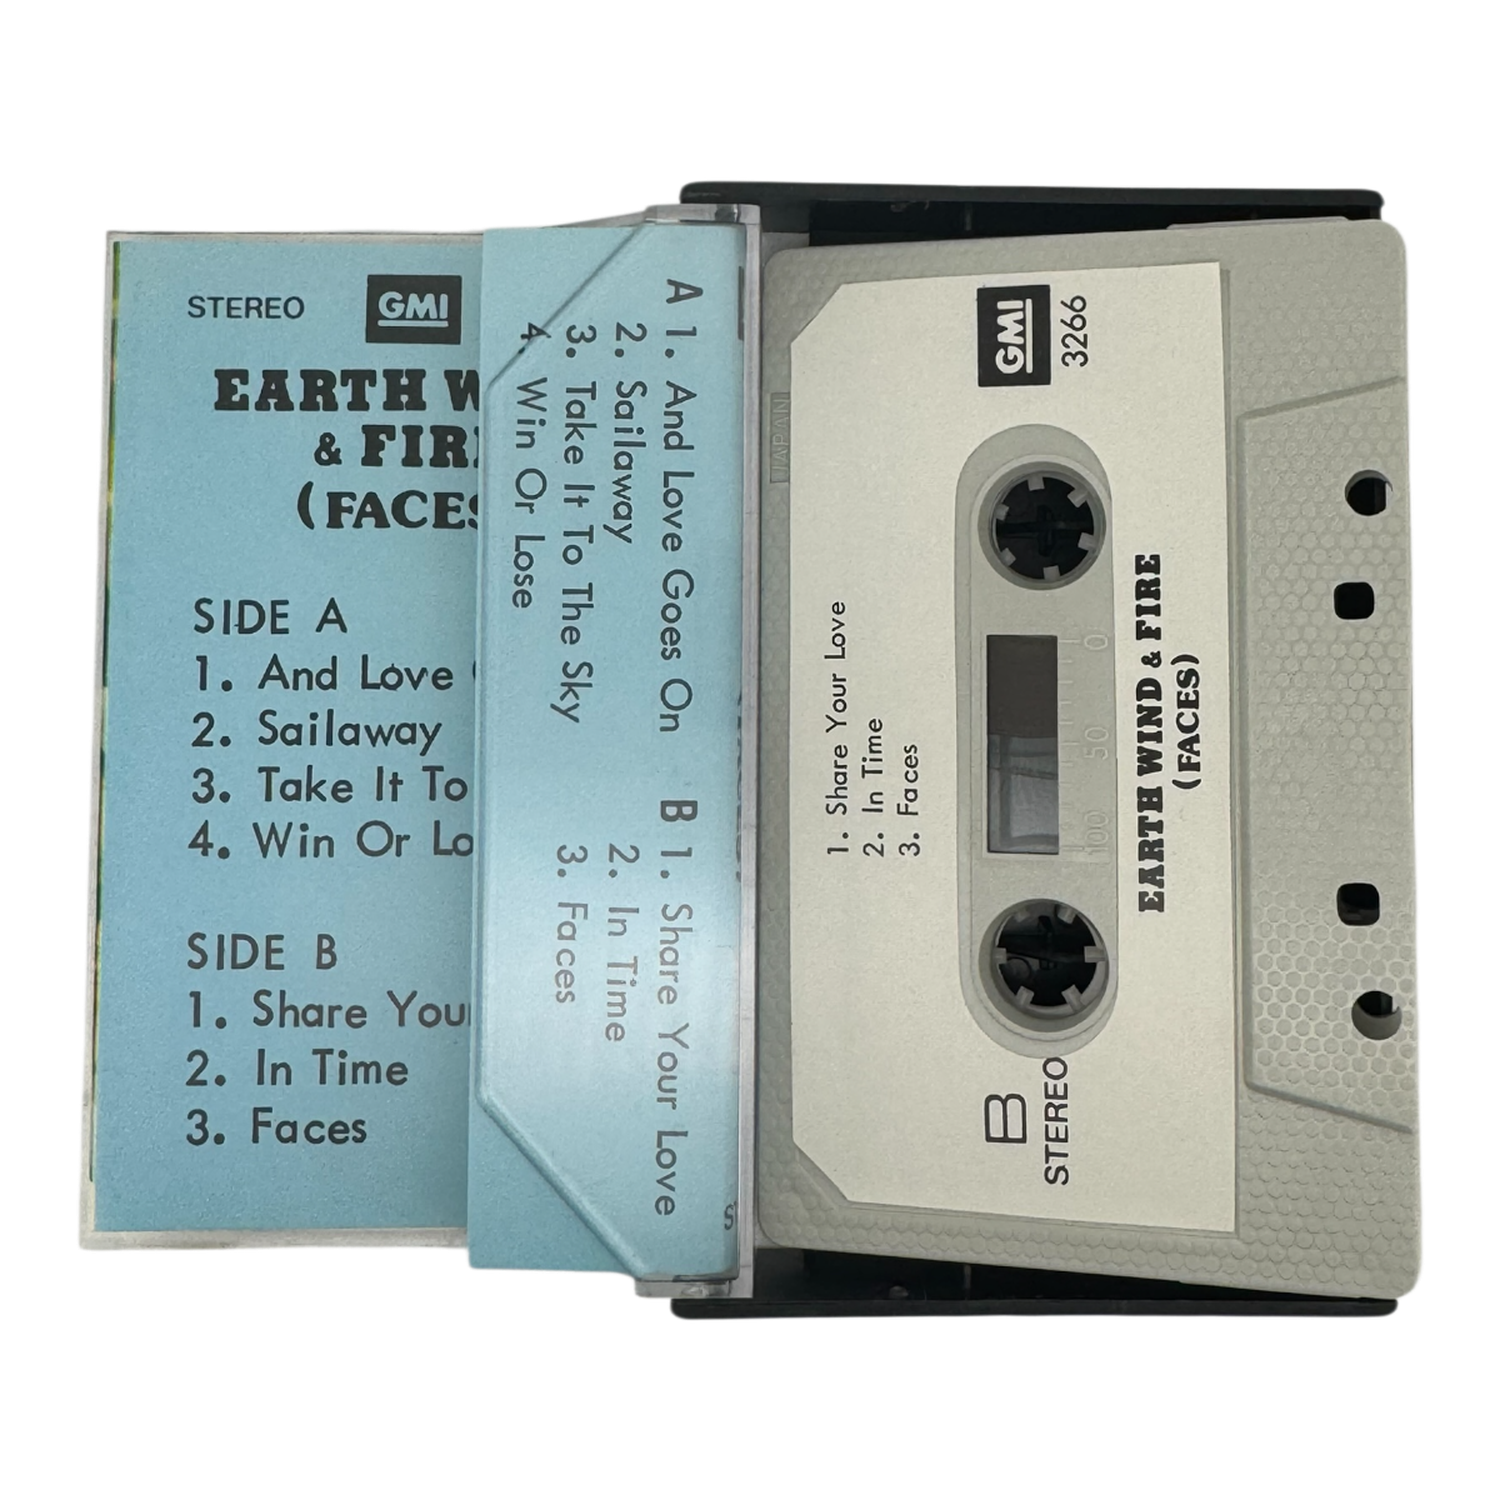 STEREO
GMI
EARTH W
& FIR
(FACES
SIDE A
1. And Love
2. Sailaway
3. Take It To
4. Win Or Lo
SIDE B
1. Share You
2. In Time
3. Faces
A 1. And Love Goes On
2. Sailaway
3. Take It To The Sky
4. Win Or Lose
B 1. Share Your Love
2. In Time
3. Faces
JAPAN
GMI
3266
1. Share Your Love
2. In Time
3. Faces
0
50
100
EARTH WIND & FIRE
(FACES)
B
STEREO